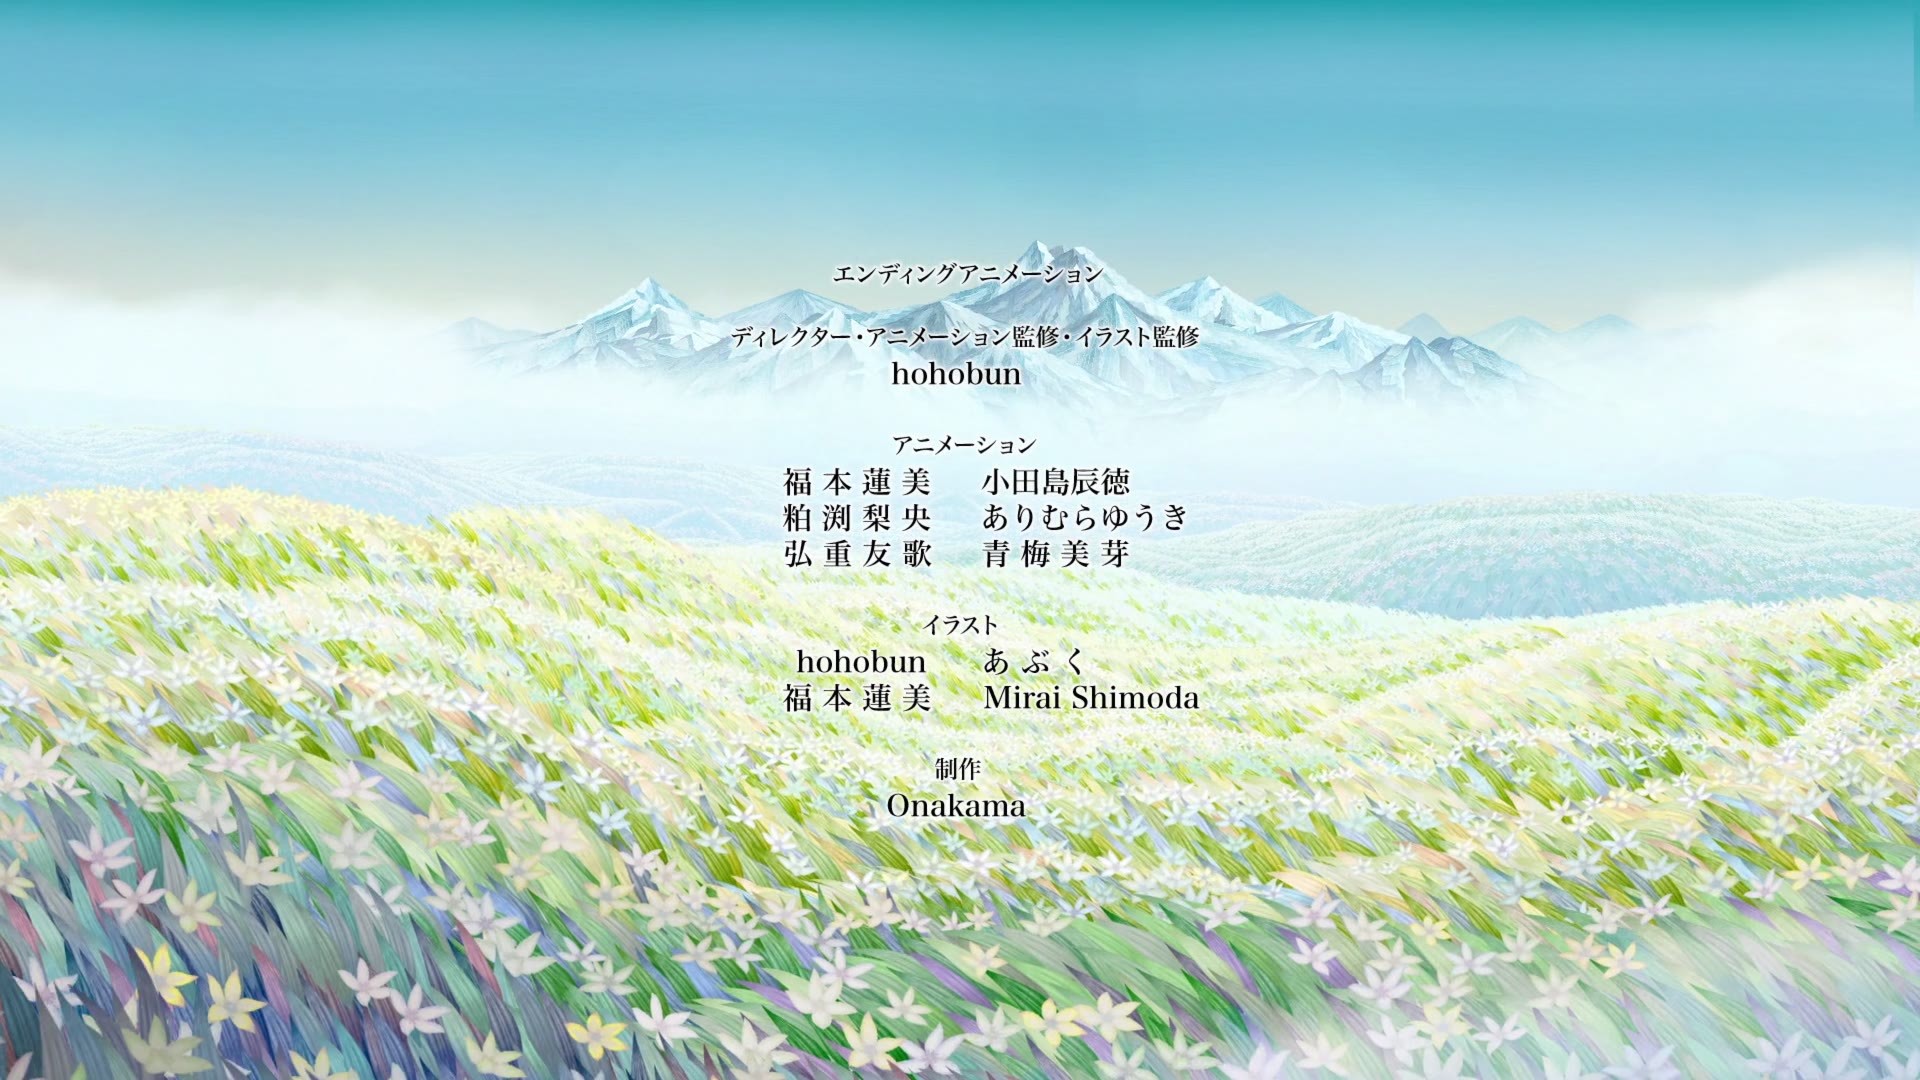 エンディングアニメーション
ディレクター・アニメーション監修・イラスト監修
hohobun
アニメーション
福本蓮美 小田島辰徳
粕渕梨央 ありむらゆうき
弘重友歌 青梅美芽
イラスト
hohobun あぶく
福本蓮美 Mirai Shimoda
制作
Onakama